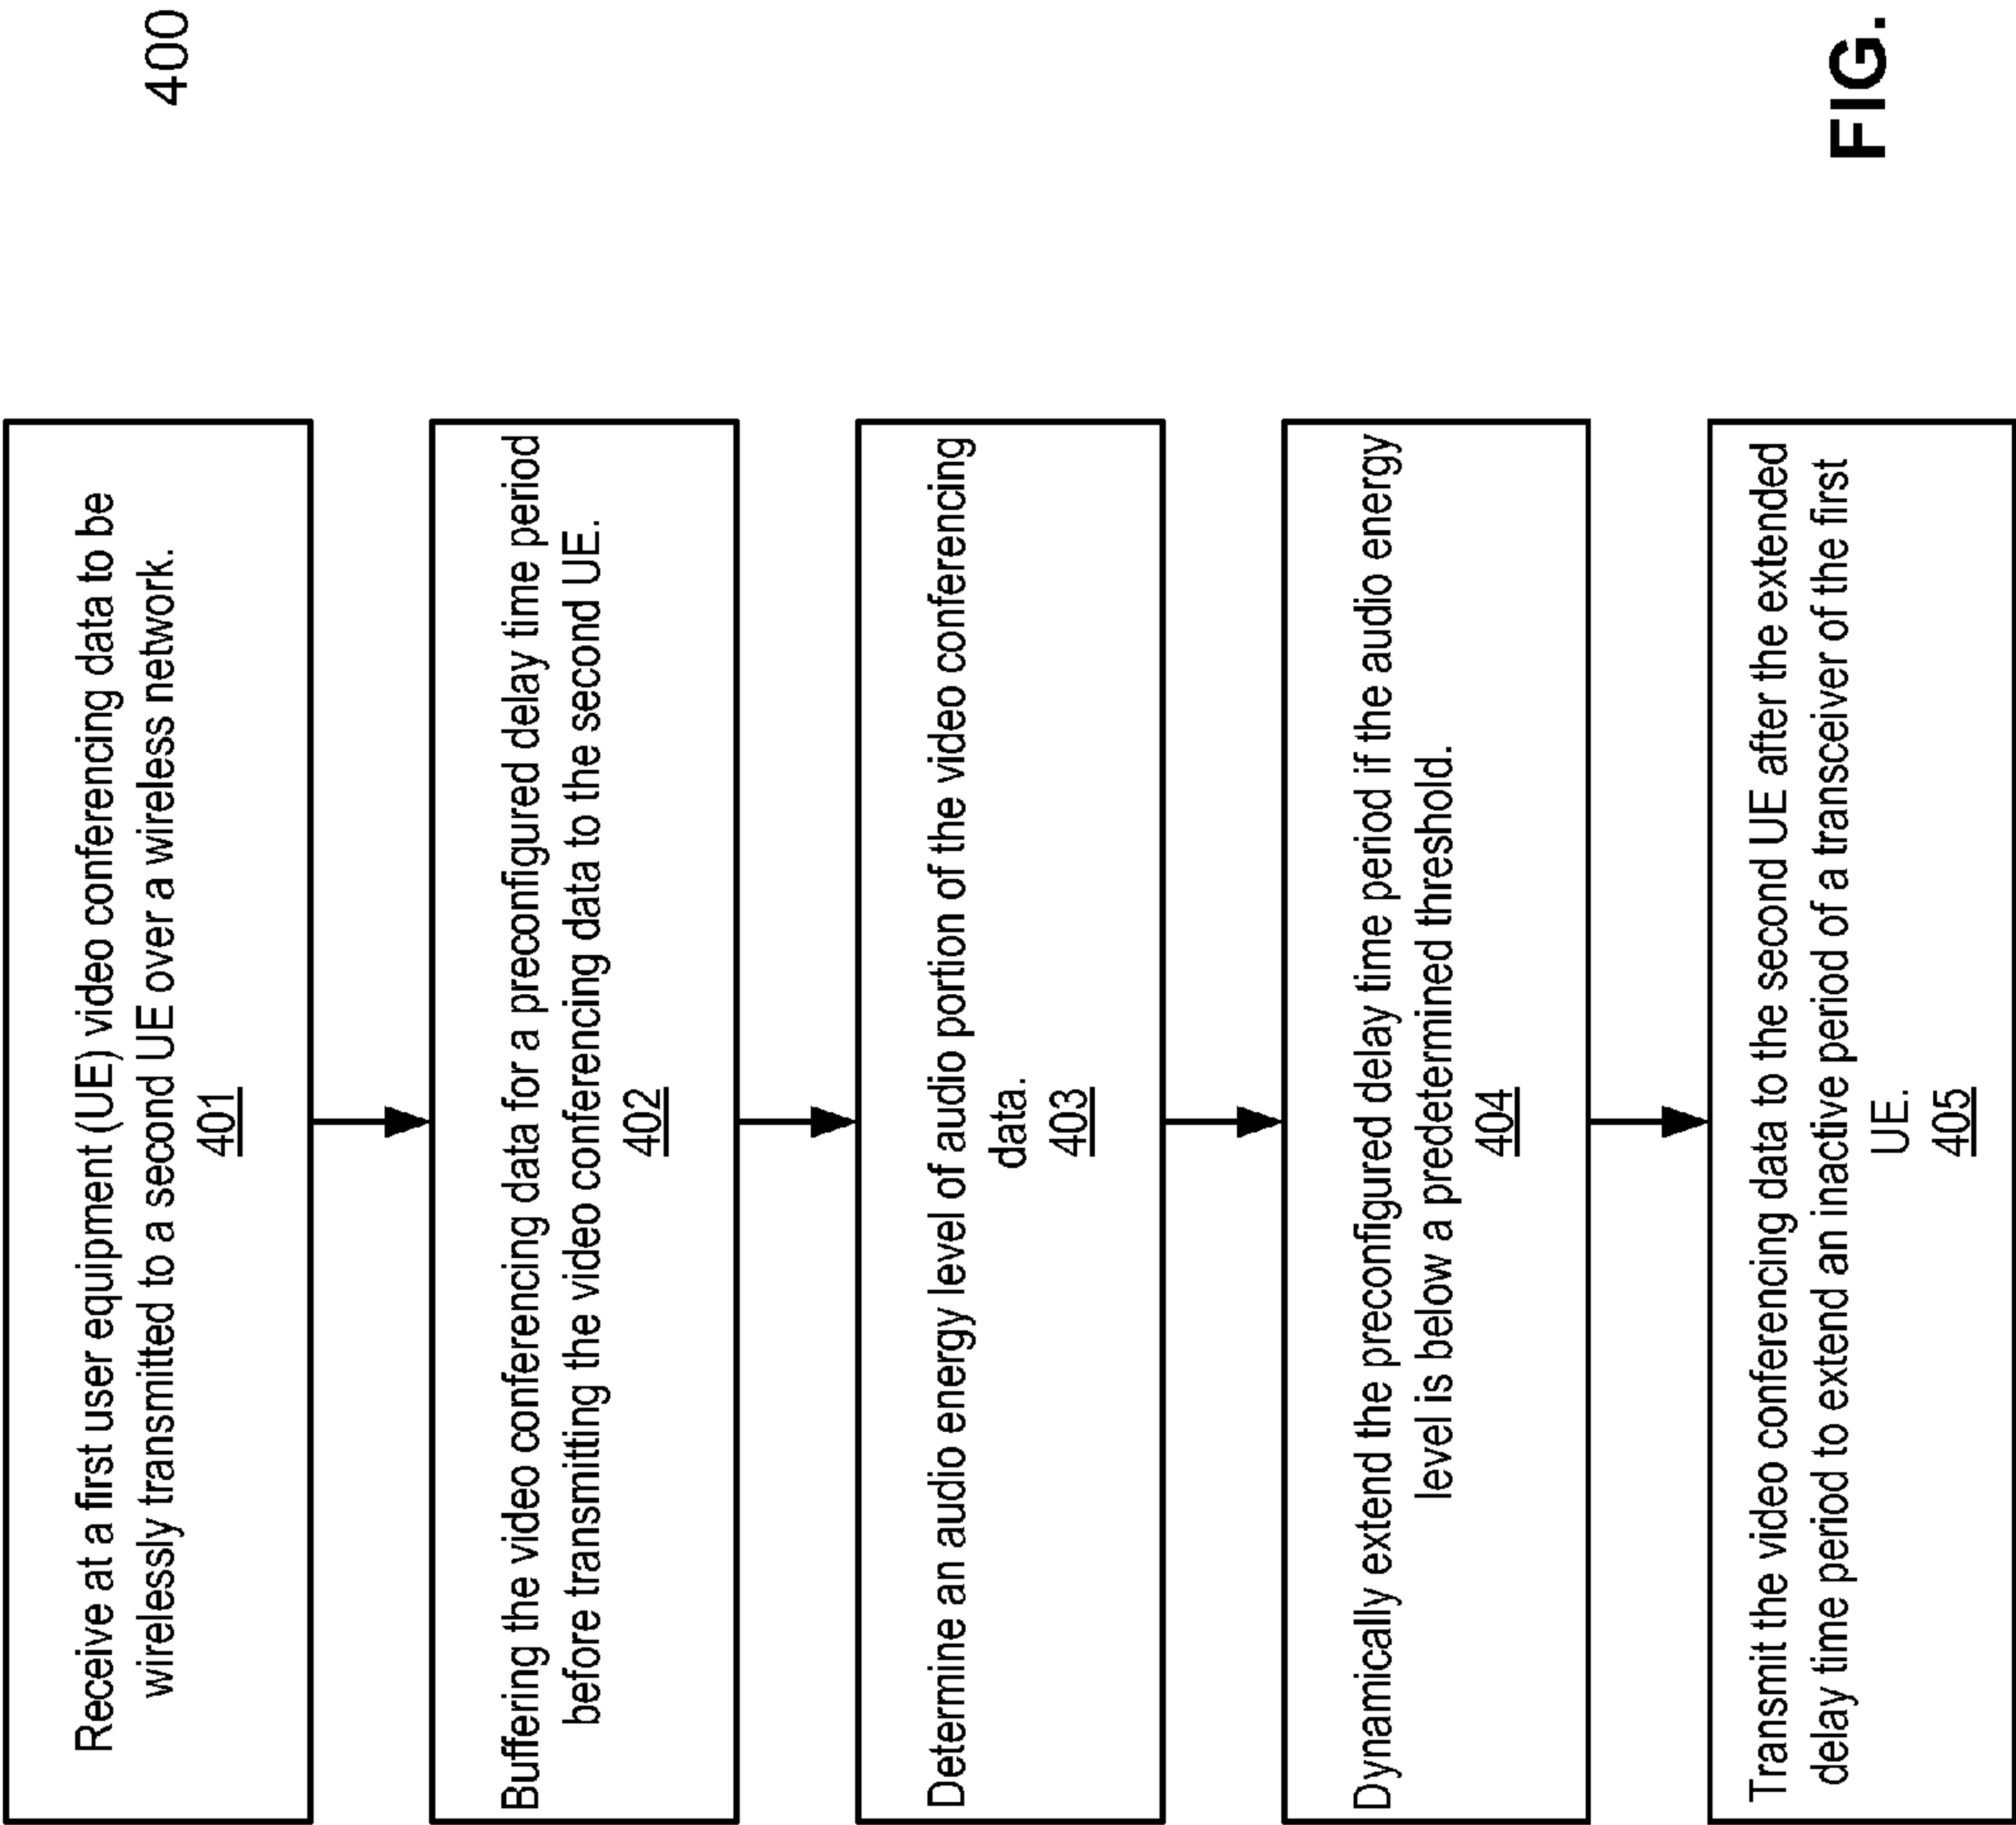 400
Receive at a first user equipment (UE) video conferencing data to be
wirelessly transmitted to a second UE over a wireless network.
401
Buffering the video conferencing data for a preconfigured delay time period
before transmitting the video conferencing data to the second UE.
402
Determine an audio energy level of audio portion of the video conferencing
data.
403
Dynamically extend the preconfigured delay time period if the audio energy
level is below a predetermined threshold.
404
Transmit the video conferencing data to the second UE after the extended
delay time period to extend an inactive period of a transceiver of the first
UE.
405
FIG.